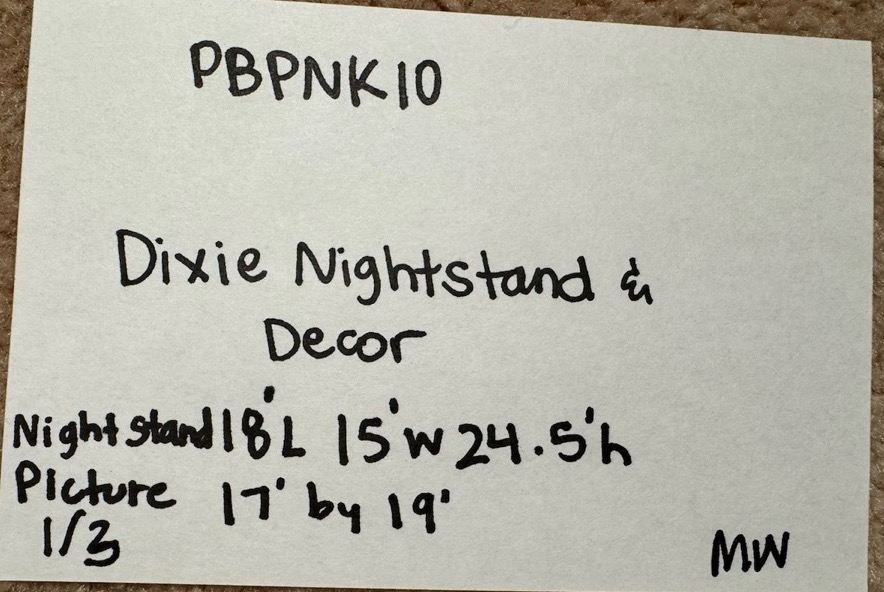 PBPNK10
Dixie Nightstand &
Decor
Nightstand 18'L 15'W 24.5'h
Picture 17' by 19'
1/3
MW